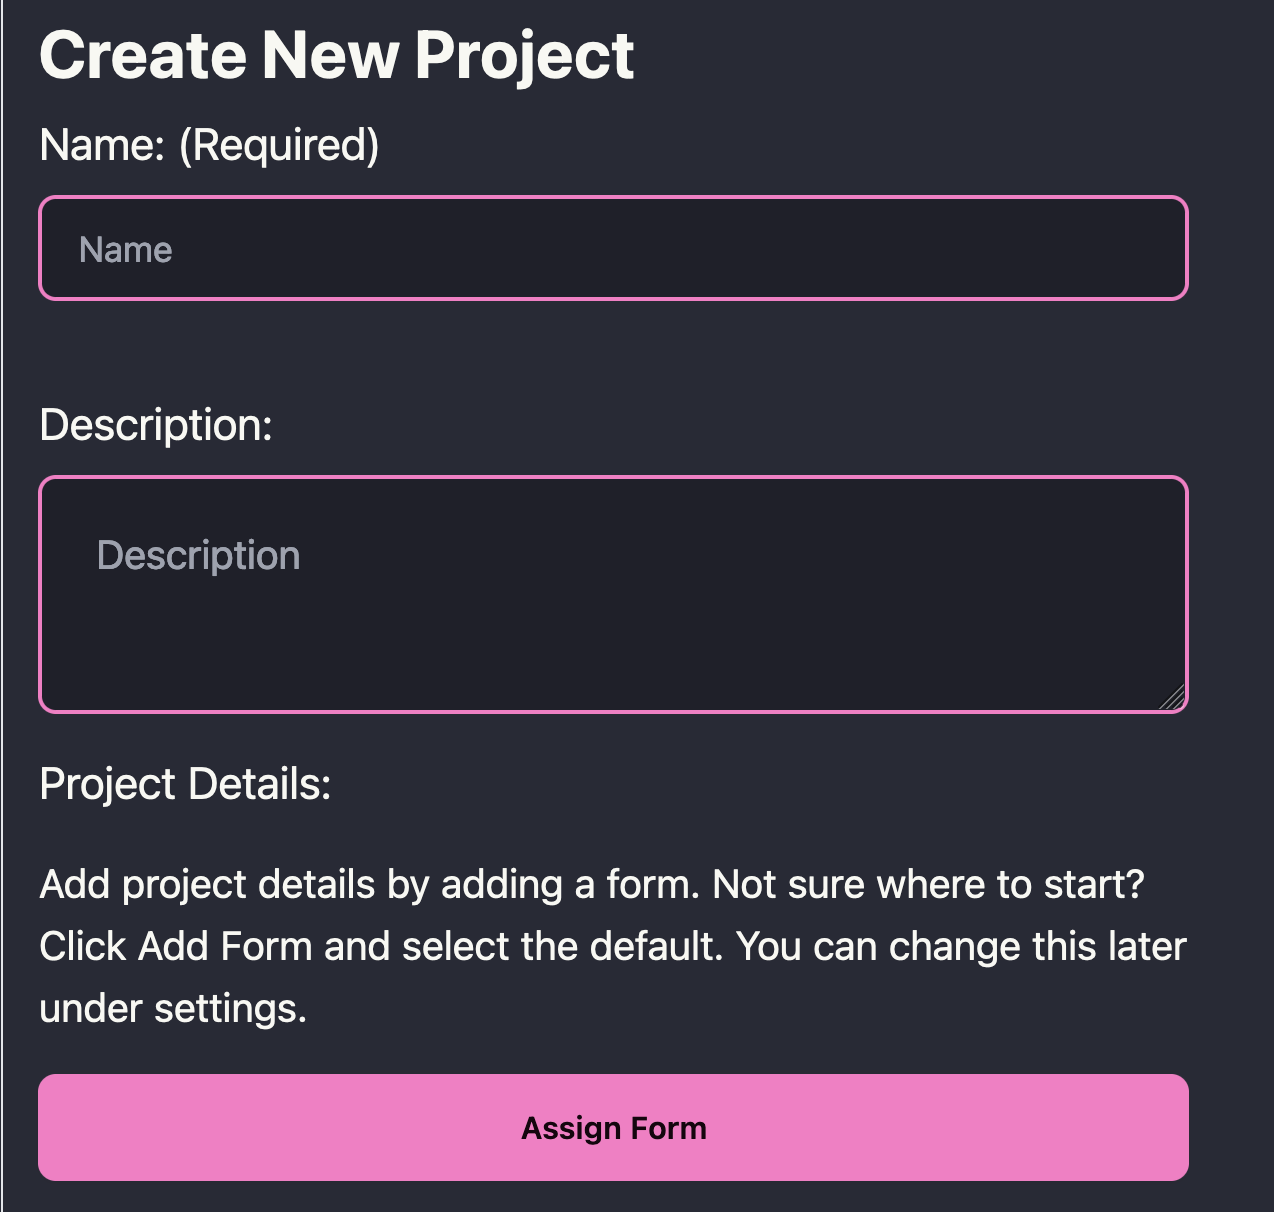 Create New Project
Name: (Required)
Name
Description:
Description
Project Details:
Add project details by adding a form. Not sure where to start?
Click Add Form and select the default. You can change this later
under settings.
Assign Form